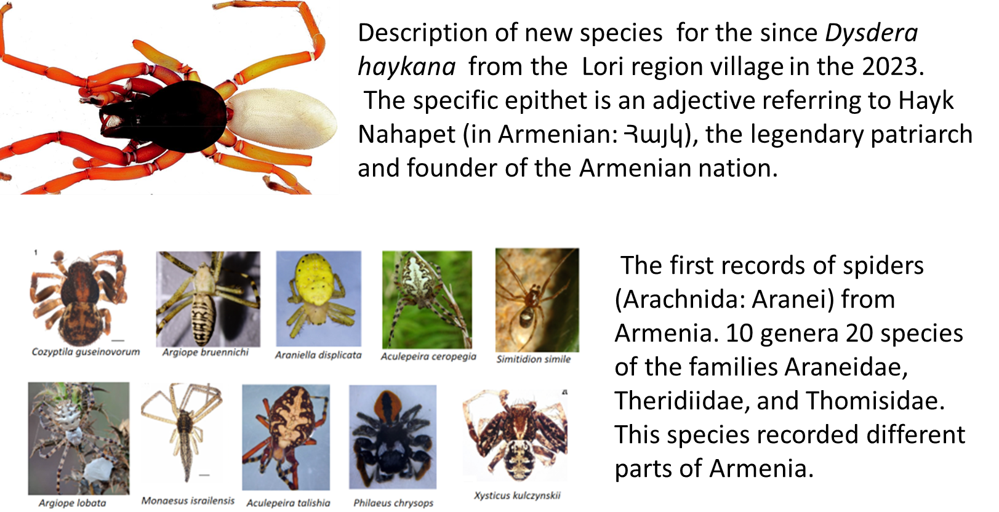 Description of new species for the since Dysdera
haykana from the Lori region village in the 2023.
The specific epithet is an adjective referring to Hayk
Nahapet (in Armenian: Հայկ), the legendary patriarch
and founder of the Armenian nation.
1
Cozyptila guseinovorum
Argiope bruennichi
Araniella displicata
Aculepeira ceropegia
Simitidion simile
Argiope lobata
Monaesus israilensis
Aculepeira talishia
Philaeus chrysops
Xysticus kulczynskii
The first records of spiders
(Arachnida: Aranei) from
Armenia. 10 genera 20 species
of the families Araneidae,
Theridiidae, and Thomisidae.
This species recorded different
parts of Armenia.